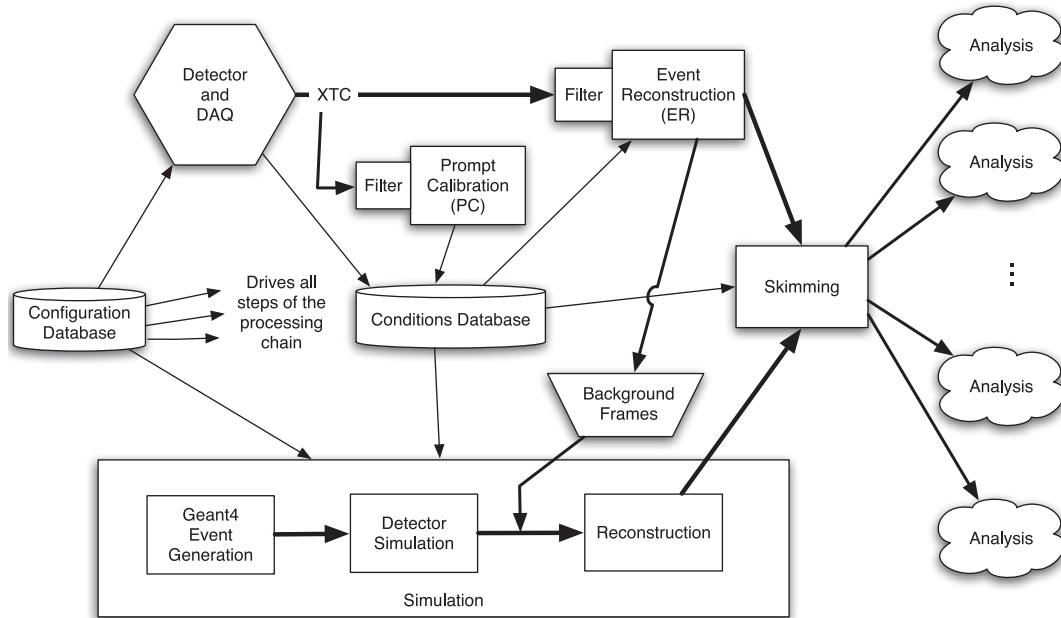 Detector
and
DAQ
XTC
Filter
Event
Reconstruction
(ER)
Analysis
Analysis
Filter
Prompt
Calibration
(PC)
Configuration
Database
Drives all
steps of the
processing
chain
Conditions Database
Skimming
⋮
Background
Frames
Analysis
Geant4
Event
Generation
Detector
Simulation
Reconstruction
Analysis
Simulation